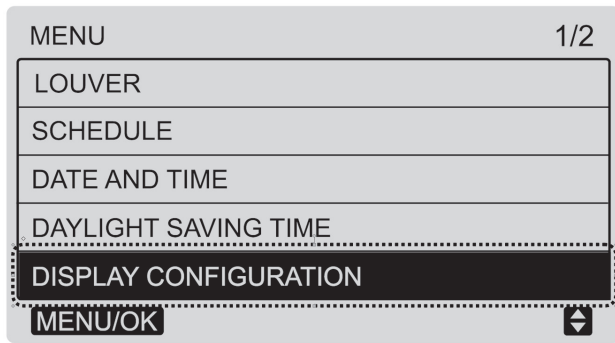 MENU 1/2
LOUVER
SCHEDULE
DATE AND TIME
DAYLIGHT SAVING TIME
DISPLAY CONFIGURATION
MENU/OK